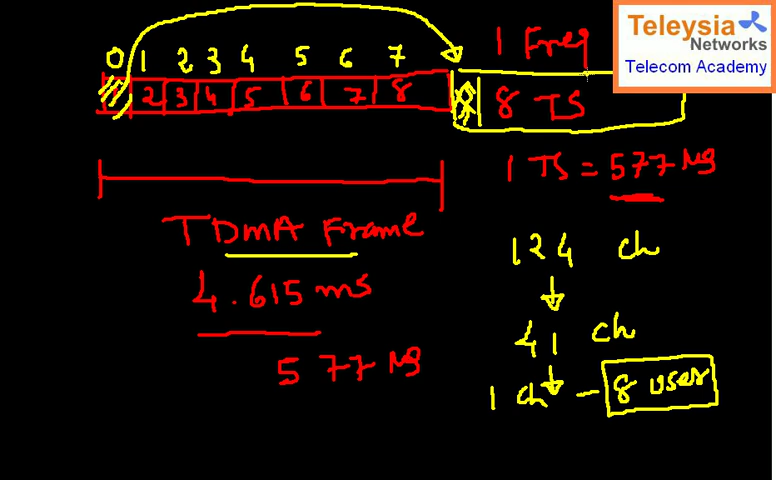 Teleysia
Networks
Telecom Academy
1 Freq
0 1 2 3 4 5 6 7
2 3 4 5 6 7 8
8 TS
1 TS = 577 μs
TDMA Frame
124 ch
4.615 ms
41 ch
577 μs
1 ch - 8 user